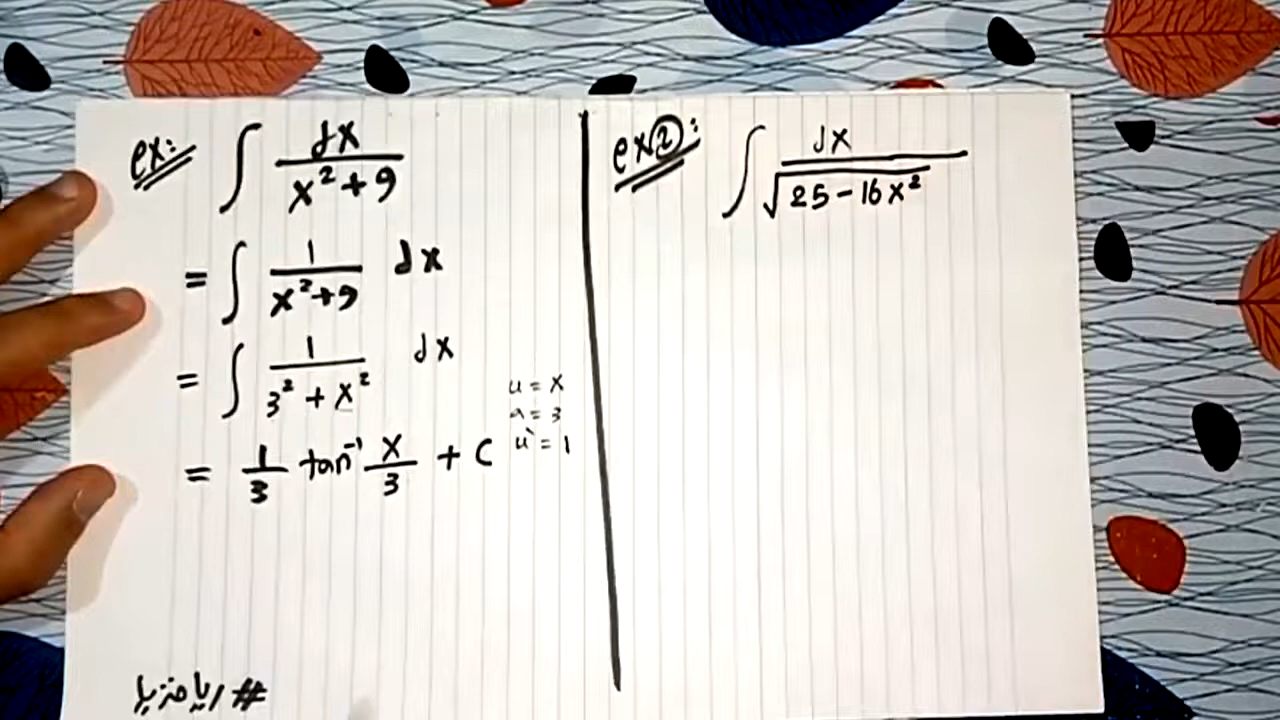 ex: ∫ dx / (x² + 9)
= ∫ 1 / (x² + 9) dx
= ∫ 1 / (3² + x²) dx
= 1/3 tan⁻¹ x/3 + C
u = x
a = 3
u` = 1
ex②: ∫ dx / √(25 - 16x²)